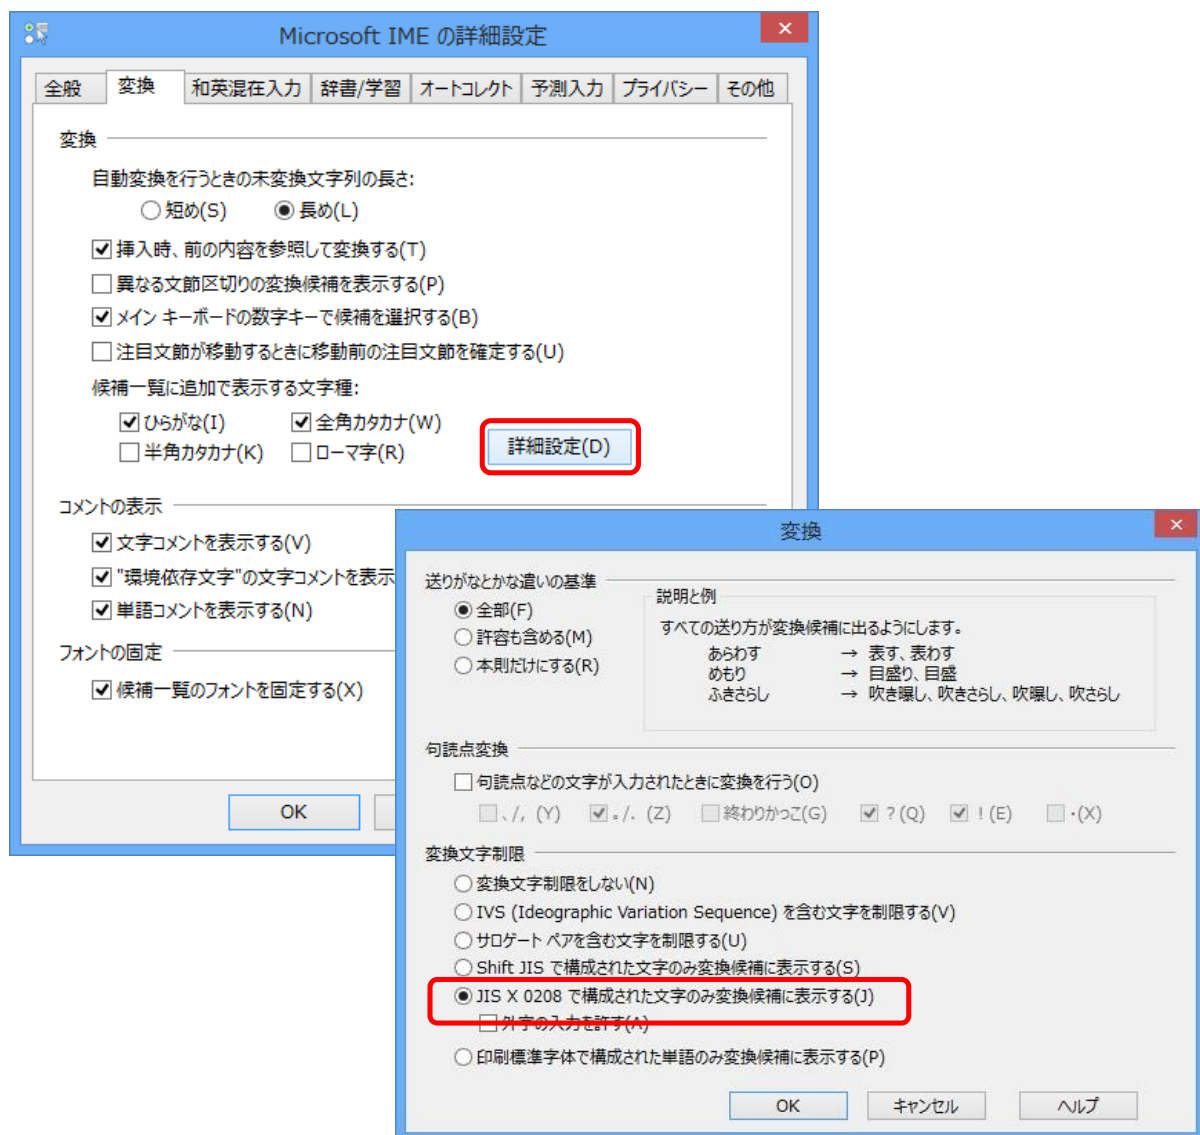 Microsoft IME の詳細設定
全般 変換 和英混在入力 辞書/学習 オートコレクト 予測入力 プライバシー その他
変換
自動変換を行うときの未変換文字列の長さ:
短め(S) 長め(L)
挿入時、前の内容を参照して変換する(T)
異なる文節区切りの変換候補を表示する(P)
メイン キーボードの数字キーで候補を選択する(B)
注目文節が移動するときに移動前の注目文節を確定する(U)
候補一覧に追加で表示する文字種:
ひらがな(I) 全角カタカナ(W)
半角カタカナ(K) ローマ字(R)
詳細設定(D)
コメントの表示
文字コメントを表示する(V)
"環境依存文字"の文字コメントを表示
単語コメントを表示する(N)
フォントの固定
候補一覧のフォントを固定する(X)
OK
変換
送りがなとかな遣いの基準
全部(F)
許容も含める(M)
本則だけにする(R)
説明と例
すべての送り方が変換候補に出るようにします。
あらわす → 表す、表わす
めもり → 目盛り、目盛
ふきさらし → 吹き曝し、吹きさらし、吹曝し、吹さらし
句読点変換
句読点などの文字が入力されたときに変換を行う(O)
、/, (Y) 。/. (Z) 終わりかっこ(G) ？(Q) ！(E) ・(X)
変換文字制限
変換文字制限をしない(N)
IVS (Ideographic Variation Sequence) を含む文字を制限する(V)
サロゲート ペアを含む文字を制限する(U)
Shift JIS で構成された文字のみ変換候補に表示する(S)
JIS X 0208 で構成された文字のみ変換候補に表示する(J)
外字の入力を許す(A)
印刷標準字体で構成された単語のみ変換候補に表示する(P)
OK キャンセル ヘルプ